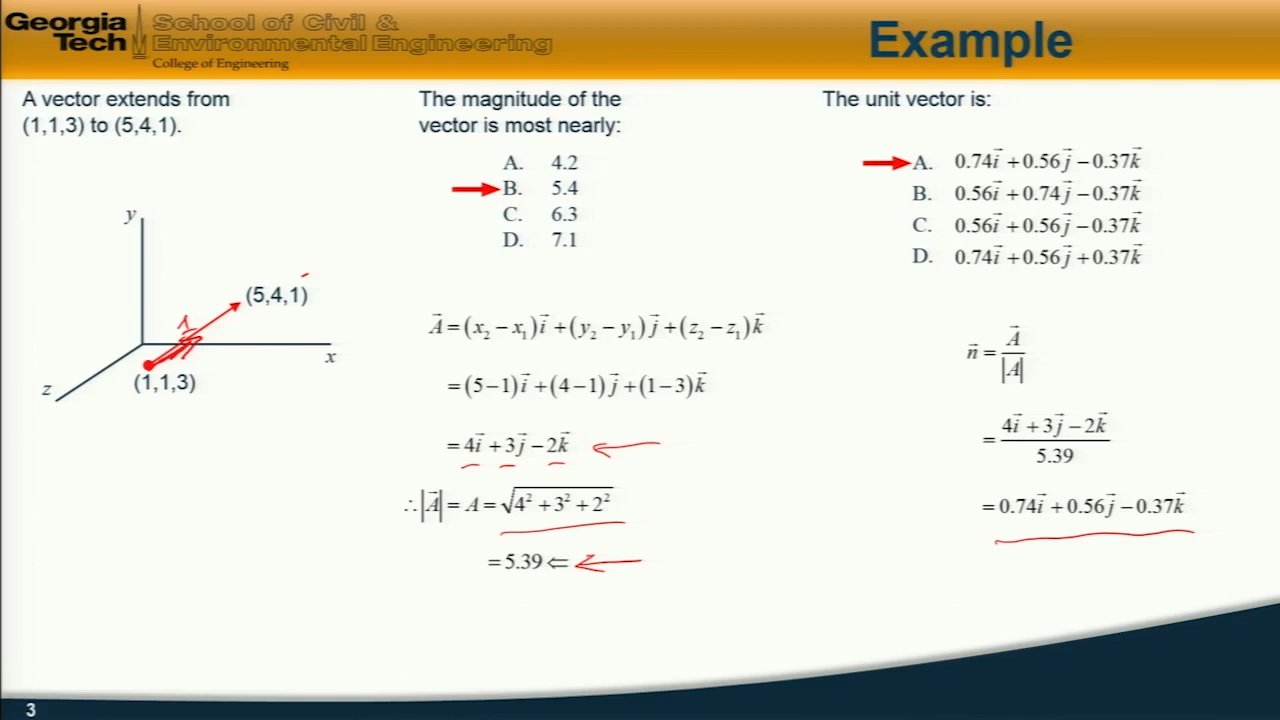 Georgia Tech
School of Civil &
Environmental Engineering
College of Engineering
Example
A vector extends from
(1,1,3) to (5,4,1).
y
(5,4,1)
x
(1,1,3)
z
The magnitude of the
vector is most nearly:
A. 4.2
B. 5.4
C. 6.3
D. 7.1
A⃗ = (x₂ − x₁)i⃗ + (y₂ − y₁)j⃗ + (z₂ − z₁)k⃗
= (5−1)i⃗ + (4−1)j⃗ + (1−3)k⃗
= 4i⃗ + 3j⃗ − 2k⃗
∴ |A⃗| = A = √(4² + 3² + 2²)
= 5.39 ⇐
The unit vector is:
A. 0.74i⃗ + 0.56j⃗ − 0.37k⃗
B. 0.56i⃗ + 0.74j⃗ − 0.37k⃗
C. 0.56i⃗ + 0.56j⃗ − 0.37k⃗
D. 0.74i⃗ + 0.56j⃗ + 0.37k⃗
n⃗ = A⃗ / |A⃗|
= (4i⃗ + 3j⃗ − 2k⃗) / 5.39
= 0.74i⃗ + 0.56j⃗ − 0.37k⃗
3